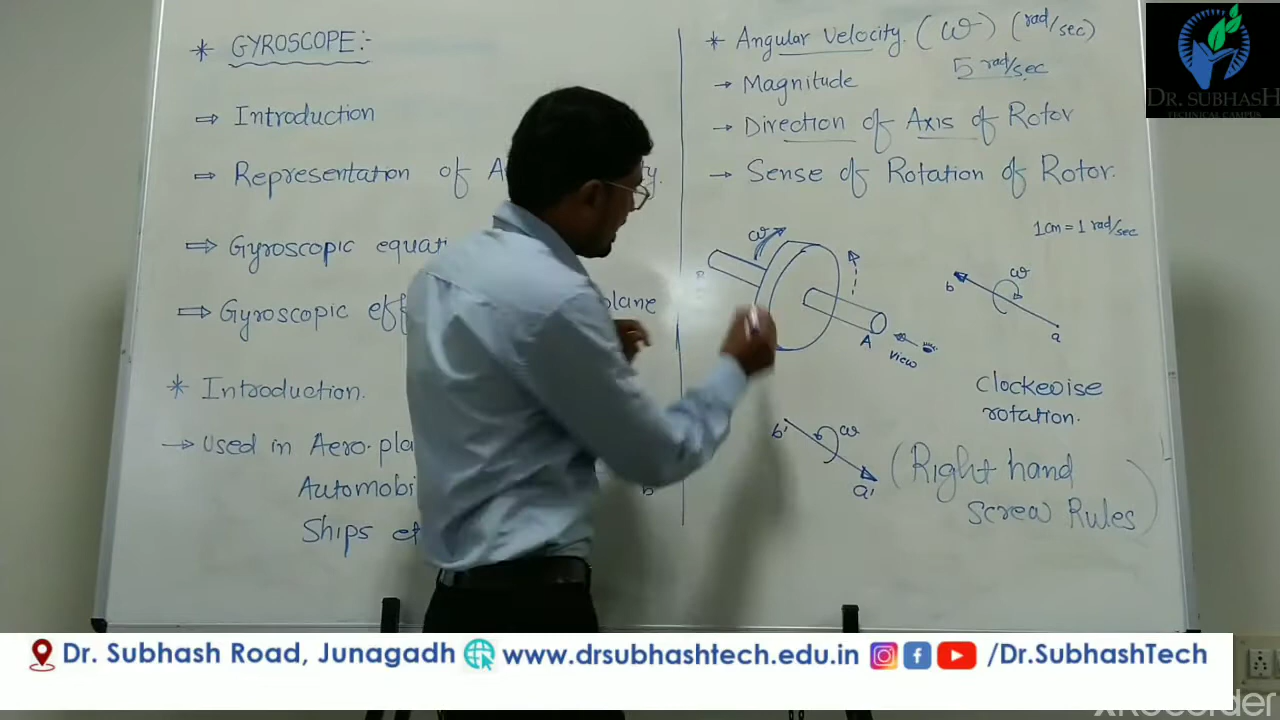 * GYROSCOPE:-
⇒ Introduction
⇒ Representation of A
⇒ Gyroscopic equat
⇒ Gyroscopic eff plane
* Introduction.
→ Used in Aero-pla
Automobi
Ships et
b
* Angular Velocity. (ω) (rad/sec)
5 rad/sec
→ Magnitude
→ Direction of Axis of Rotor
→ Sense of Rotation of Rotor.
1cm = 1 rad/sec
ω
A
view
b ω
a
clockwise
rotation.
b' ω
a'
(Right hand
screw Rules)
DR. SUBHASH
TECHNICAL CAMPUS
Dr. Subhash Road, Junagadh www.drsubhashtech.edu.in /Dr.SubhashTech